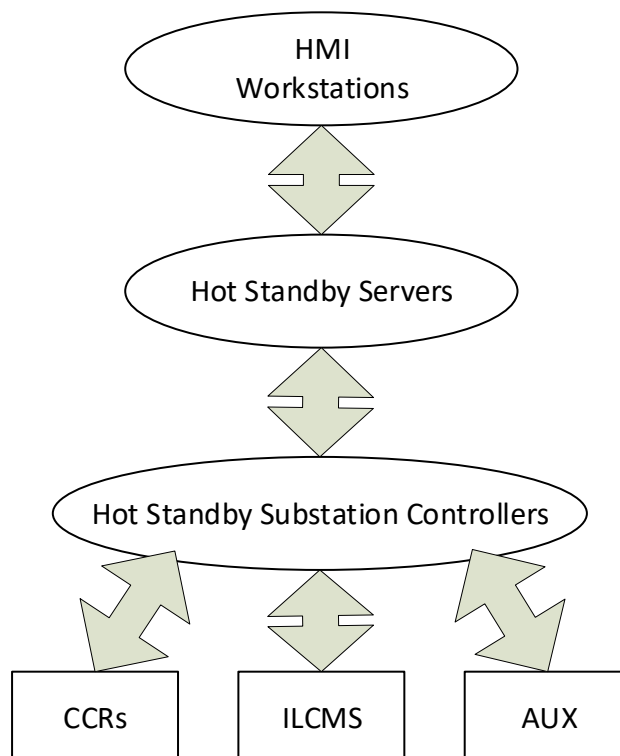 HMI
Workstations
Hot Standby Servers
Hot Standby Substation Controllers
CCRs
ILCMS
AUX